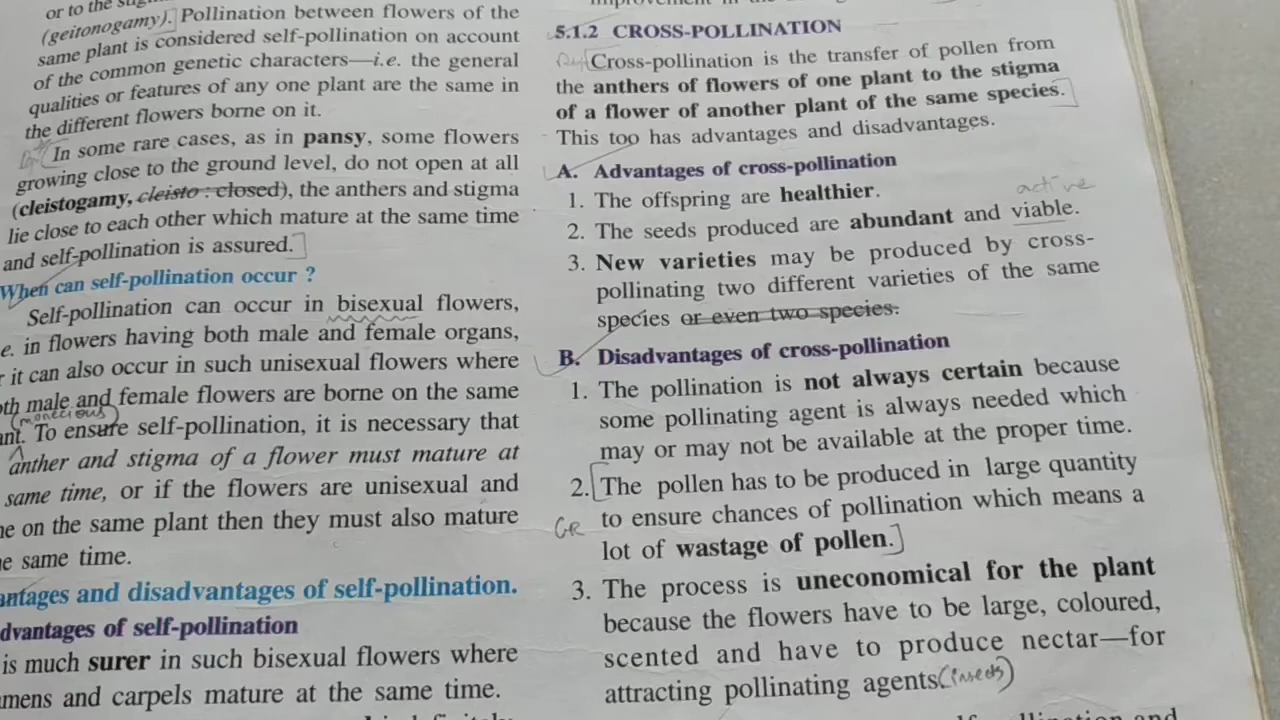 or to the
(geitonogamy). Pollination between flowers of the
same plant is considered self-pollination on account
of the common genetic characters—i.e. the general
qualities or features of any one plant are the same in
the different flowers borne on it.
In some rare cases, as in pansy, some flowers
growing close to the ground level, do not open at all
(cleistogamy, cleisto : closed), the anthers and stigma
lie close to each other which mature at the same time
and self-pollination is assured.
When can self-pollination occur ?
Self-pollination can occur in bisexual flowers,
e. in flowers having both male and female organs,
it can also occur in such unisexual flowers where
male and female flowers are borne on the same
(monoecious)
To ensure self-pollination, it is necessary that
anther and stigma of a flower must mature at
same time, or if the flowers are unisexual and
on the same plant then they must also mature
same time.
and disadvantages of self-pollination.
of self-pollination
is much surer in such bisexual flowers where
and carpels mature at the same time.
in the
5.1.2 CROSS-POLLINATION
Cross-pollination is the transfer of pollen from
the anthers of flowers of one plant to the stigma
of a flower of another plant of the same species.
This too has advantages and disadvantages.
A. Advantages of cross-pollination
1. The offspring are healthier.
active
2. The seeds produced are abundant and viable.
3. New varieties may be produced by cross-
pollinating two different varieties of the same
species or even two species.
B. Disadvantages of cross-pollination
1. The pollination is not always certain because
some pollinating agent is always needed which
may or may not be available at the proper time.
2. The pollen has to be produced in large quantity
GR to ensure chances of pollination which means a
lot of wastage of pollen.
3. The process is uneconomical for the plant
because the flowers have to be large, coloured,
scented and have to produce nectar—for
attracting pollinating agents (insects)
and